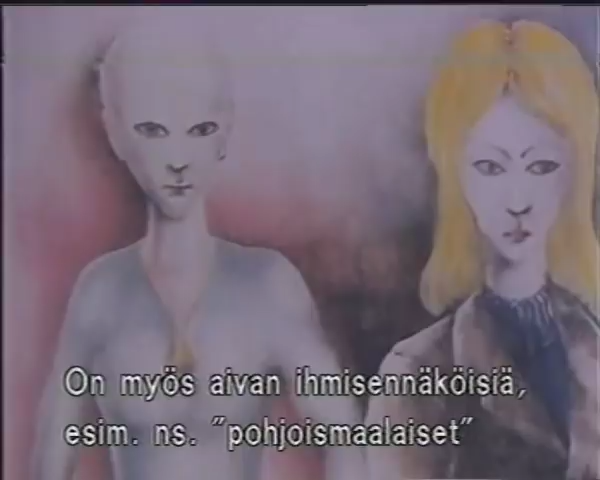 On myös aivan ihmisennäköisiä,
esim. ns. "pohjoismaalaiset"